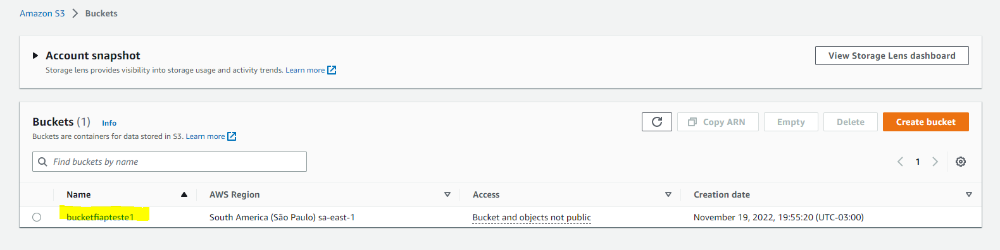 Amazon S3 > Buckets
Account snapshot
View Storage Lens dashboard
Storage lens provides visibility into storage usage and activity trends. Learn more
Buckets (1) Info
Copy ARN Empty Delete Create bucket
Buckets are containers for data stored in S3. Learn more
Find buckets by name
1
Name AWS Region Access Creation date
bucketfiapteste1 South America (São Paulo) sa-east-1 Bucket and objects not public November 19, 2022, 19:55:20 (UTC-03:00)